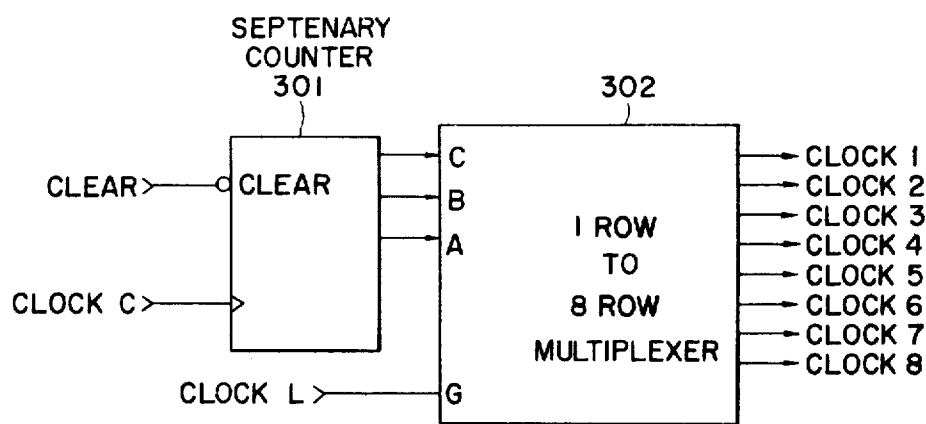 SEPTENARY
COUNTER
301
302
CLEAR
CLEAR
CLOCK C
C
B
A
CLOCK L
G
1 ROW
TO
8 ROW
MULTIPLEXER
CLOCK 1
CLOCK 2
CLOCK 3
CLOCK 4
CLOCK 5
CLOCK 6
CLOCK 7
CLOCK 8